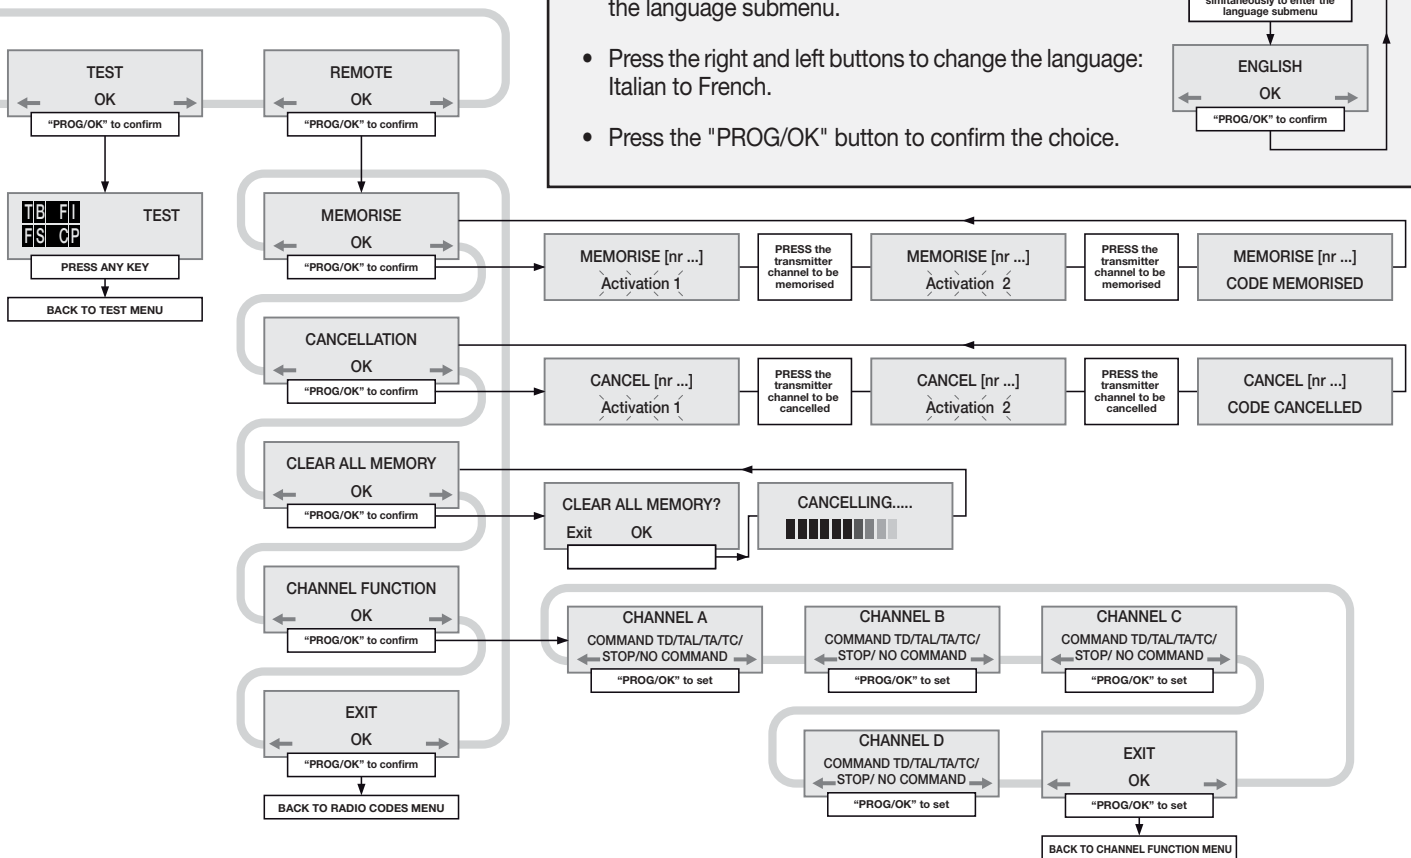 the language submenu.
• Press the right and left buttons to change the language:
Italian to French.
• Press the "PROG/OK" button to confirm the choice.
simitaneously to enter the
language submenu
ENGLISH
OK
"PROG/OK" to confirm
TEST
OK
“PROG/OK” to confirm
TB FI
FS CP
TEST
PRESS ANY KEY
BACK TO TEST MENU
REMOTE
OK
“PROG/OK” to confirm
MEMORISE
OK
“PROG/OK” to confirm
MEMORISE [nr ...]
Activation 1
PRESS the
transmitter
channel to be
memorised
MEMORISE [nr ...]
Activation 2
PRESS the
transmitter
channel to be
memorised
MEMORISE [nr ...]
CODE MEMORISED
CANCELLATION
OK
“PROG/OK” to confirm
CANCEL [nr ...]
Activation 1
PRESS the
transmitter
channel to be
cancelled
CANCEL [nr ...]
Activation 2
PRESS the
transmitter
channel to be
cancelled
CANCEL [nr ...]
CODE CANCELLED
CLEAR ALL MEMORY
OK
“PROG/OK” to confirm
CLEAR ALL MEMORY?
Exit OK
CANCELLING.....
CHANNEL FUNCTION
OK
“PROG/OK” to confirm
CHANNEL A
COMMAND TD/TAL/TA/TC/
STOP/NO COMMAND
“PROG/OK” to set
CHANNEL B
COMMAND TD/TAL/TA/TC/
STOP/ NO COMMAND
“PROG/OK” to set
CHANNEL C
COMMAND TD/TAL/TA/TC/
STOP/ NO COMMAND
“PROG/OK” to set
CHANNEL D
COMMAND TD/TAL/TA/TC/
STOP/ NO COMMAND
“PROG/OK” to set
EXIT
OK
“PROG/OK” to set
BACK TO CHANNEL FUNCTION MENU
EXIT
OK
“PROG/OK” to confirm
BACK TO RADIO CODES MENU